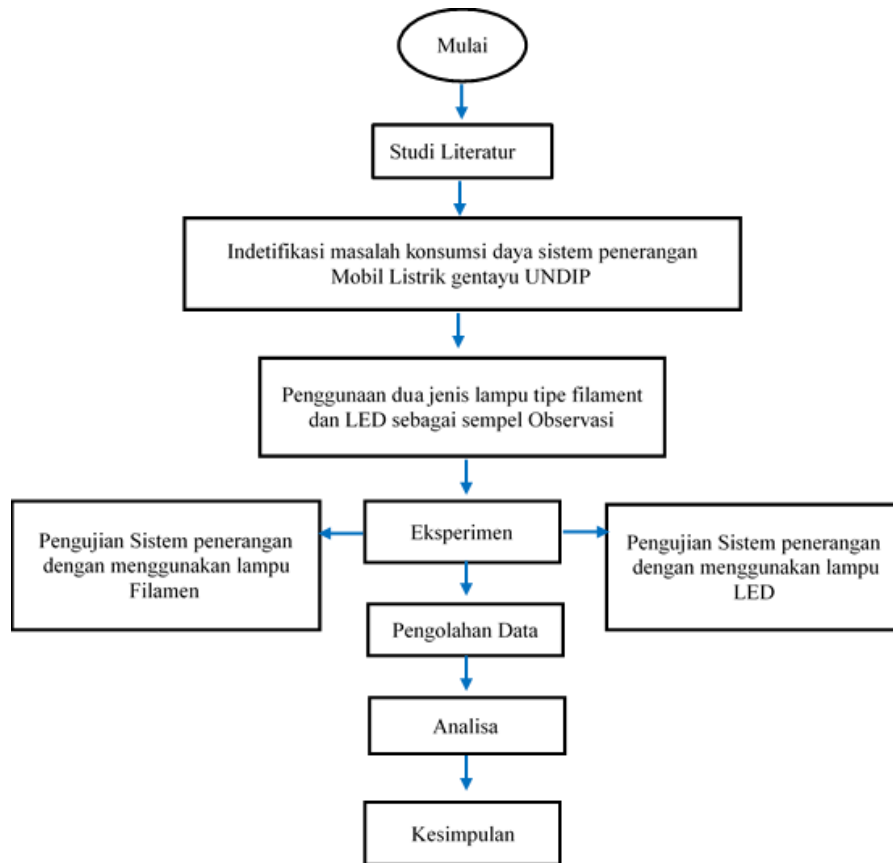 Mulai
Studi Literatur
Indetifikasi masalah konsumsi daya sistem penerangan
Mobil Listrik gentayu UNDIP
Penggunaan dua jenis lampu tipe filament
dan LED sebagai sempel Observasi
Eksperimen
Pengujian Sistem penerangan
dengan menggunakan lampu
Filamen
Pengujian Sistem penerangan
dengan menggunakan lampu
LED
Pengolahan Data
Analisa
Kesimpulan